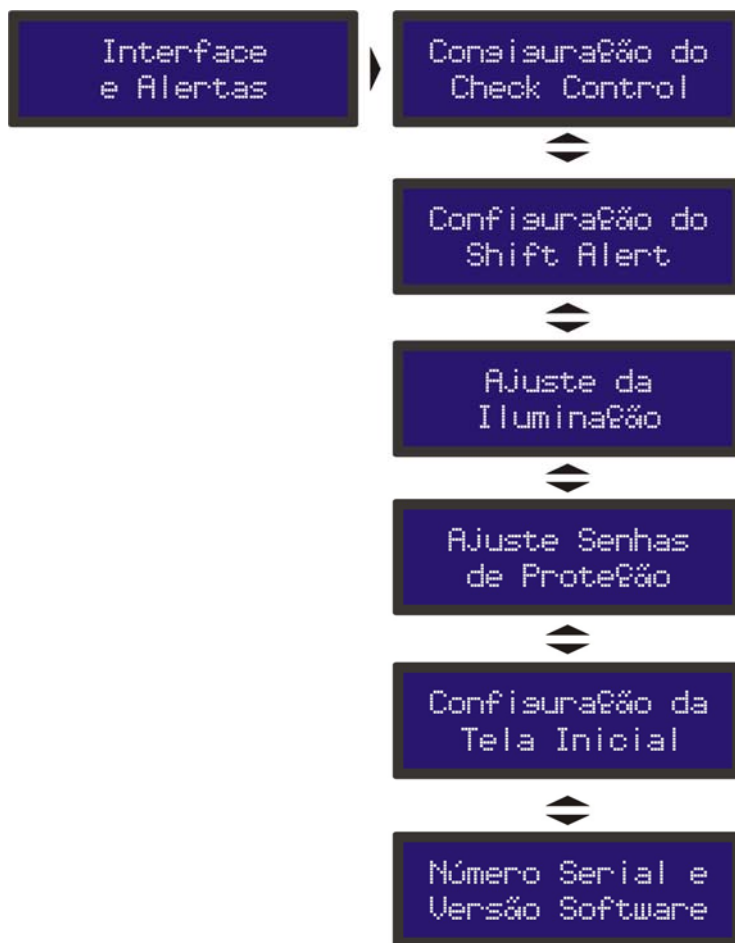 Interface
e Alertas
Congiguração do
Check Control
Configuração do
Shift Alert
Ajuste da
Iluminação
Ajuste Senhas
de Proteção
Configuração da
Tela Inicial
Número Serial e
Versão Software